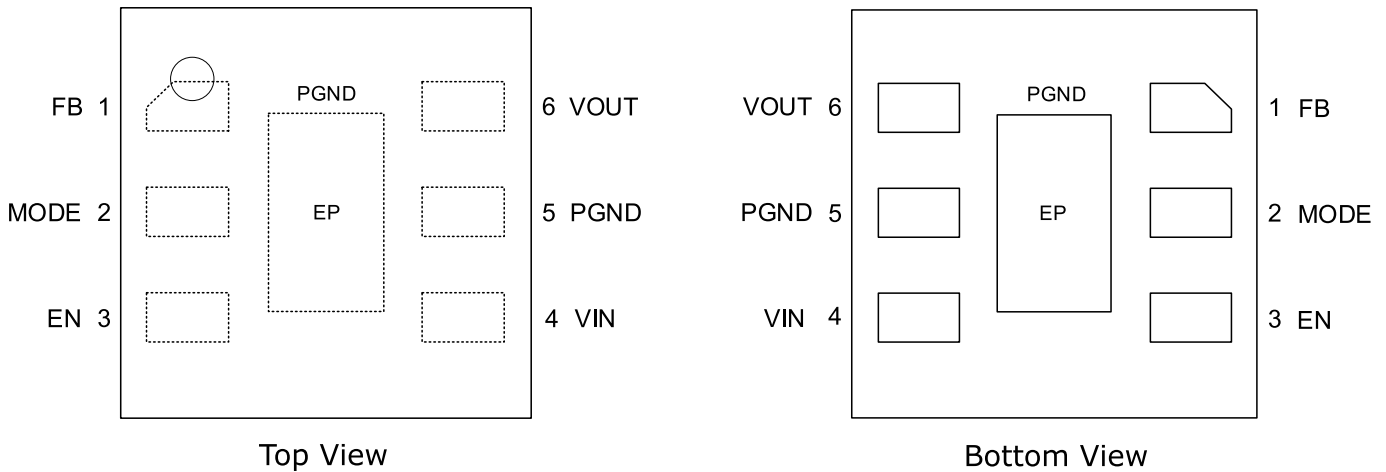 PGND
FB 1
6 VOUT
MODE 2
EP
5 PGND
EN 3
4 VIN
Top View
PGND
VOUT 6
1 FB
PGND 5
EP
2 MODE
VIN 4
3 EN
Bottom View